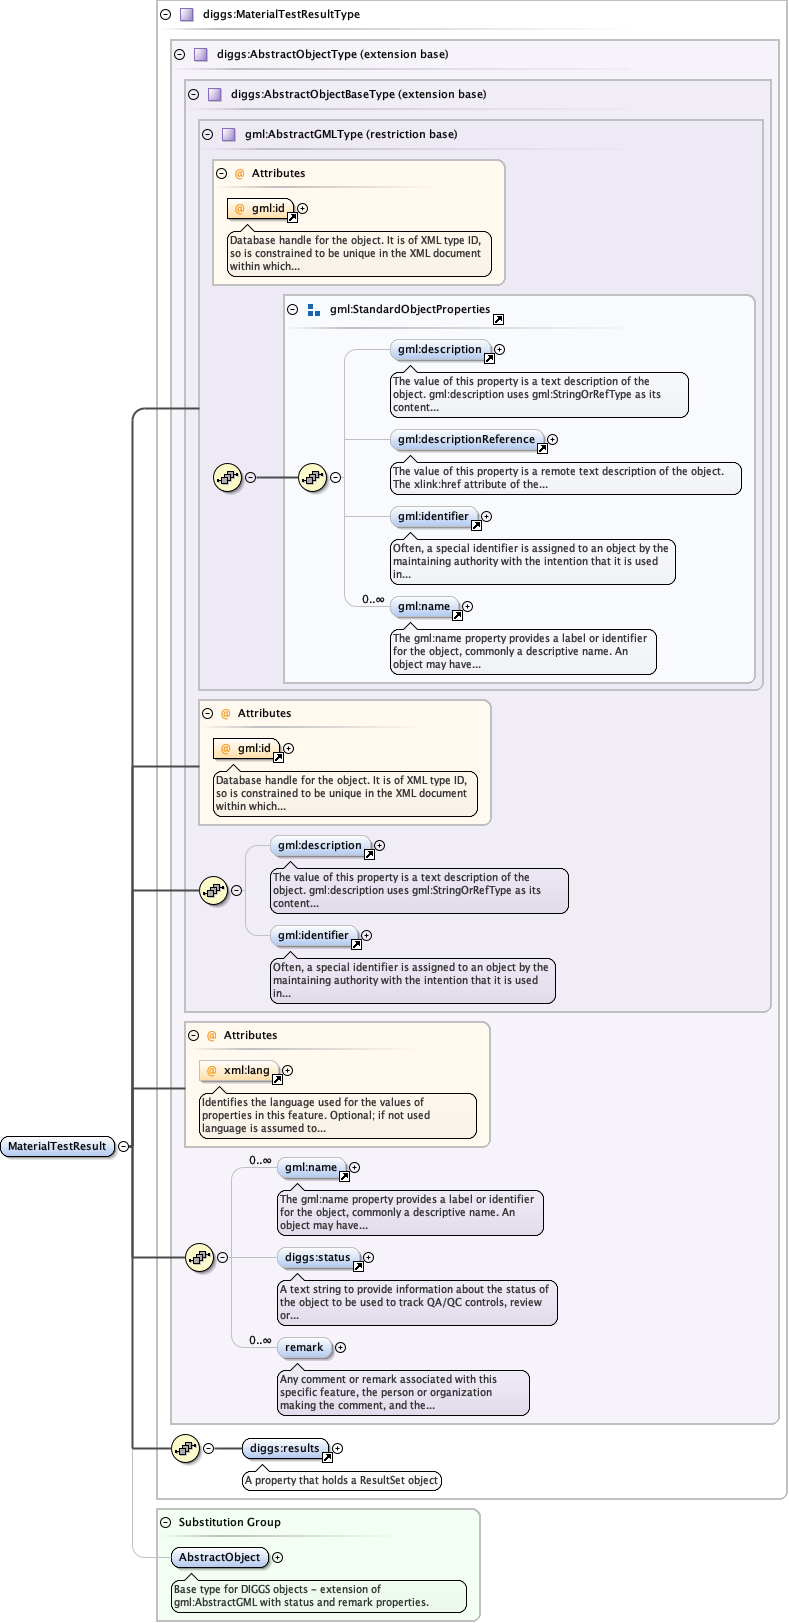 diggs:MaterialTestResultType
diggs:AbstractObjectType (extension base)
diggs:AbstractObjectBaseType (extension base)
gml:AbstractGMLType (restriction base)
@ Attributes
@ gml:id
Database handle for the object. It is of XML type ID,
so is constrained to be unique in the XML document
within which...
gml:StandardObjectProperties
gml:description
The value of this property is a text description of the
object. gml:description uses gml:StringOrRefType as its
content...
gml:descriptionReference
The value of this property is a remote text description of the object.
The xlink:href attribute of the...
gml:identifier
Often, a special identifier is assigned to an object by the
maintaining authority with the intention that it is used
in...
0..∞
gml:name
The gml:name property provides a label or identifier
for the object, commonly a descriptive name. An
object may have...
@ Attributes
@ gml:id
Database handle for the object. It is of XML type ID,
so is constrained to be unique in the XML document
within which...
gml:description
The value of this property is a text description of the
object. gml:description uses gml:StringOrRefType as its
content...
gml:identifier
Often, a special identifier is assigned to an object by the
maintaining authority with the intention that it is used
in...
@ Attributes
@ xml:lang
Identifies the language used for the values of
properties in this feature. Optional; if not used
language is assumed to...
MaterialTestResult
0..∞
gml:name
The gml:name property provides a label or identifier
for the object, commonly a descriptive name. An
object may have...
diggs:status
A text string to provide information about the status of
the object to be used to track QA/QC controls, review
or...
0..∞
remark
Any comment or remark associated with this
specific feature, the person or organization
making the comment, and the...
diggs:results
A property that holds a ResultSet object
Substitution Group
AbstractObject
Base type for DIGGS objects – extension of
gml:AbstractGML with status and remark properties.